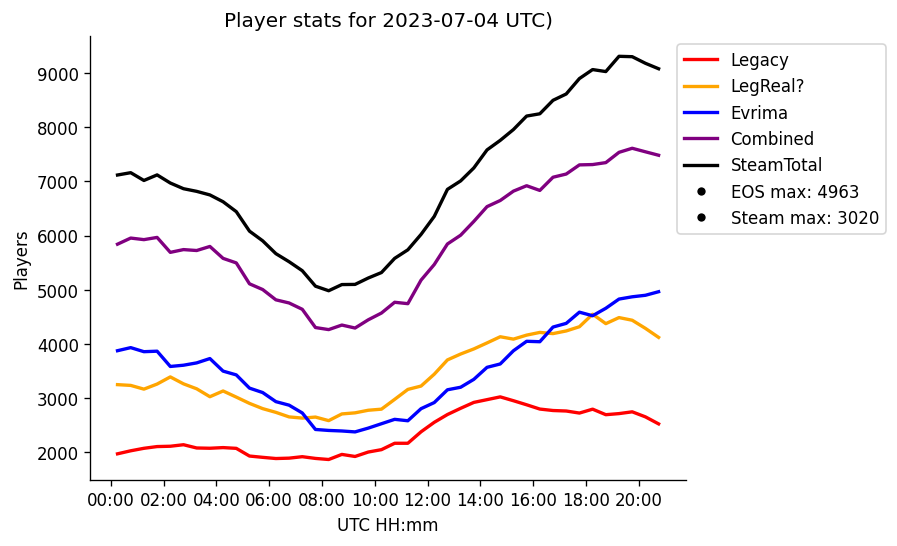 Player stats for 2023-07-04 UTC)
Players
9000
8000
7000
6000
5000
4000
3000
2000
00:00 02:00 04:00 06:00 08:00 10:00 12:00 14:00 16:00 18:00 20:00
UTC HH:mm
Legacy
LegReal?
Evrima
Combined
SteamTotal
EOS max: 4963
Steam max: 3020